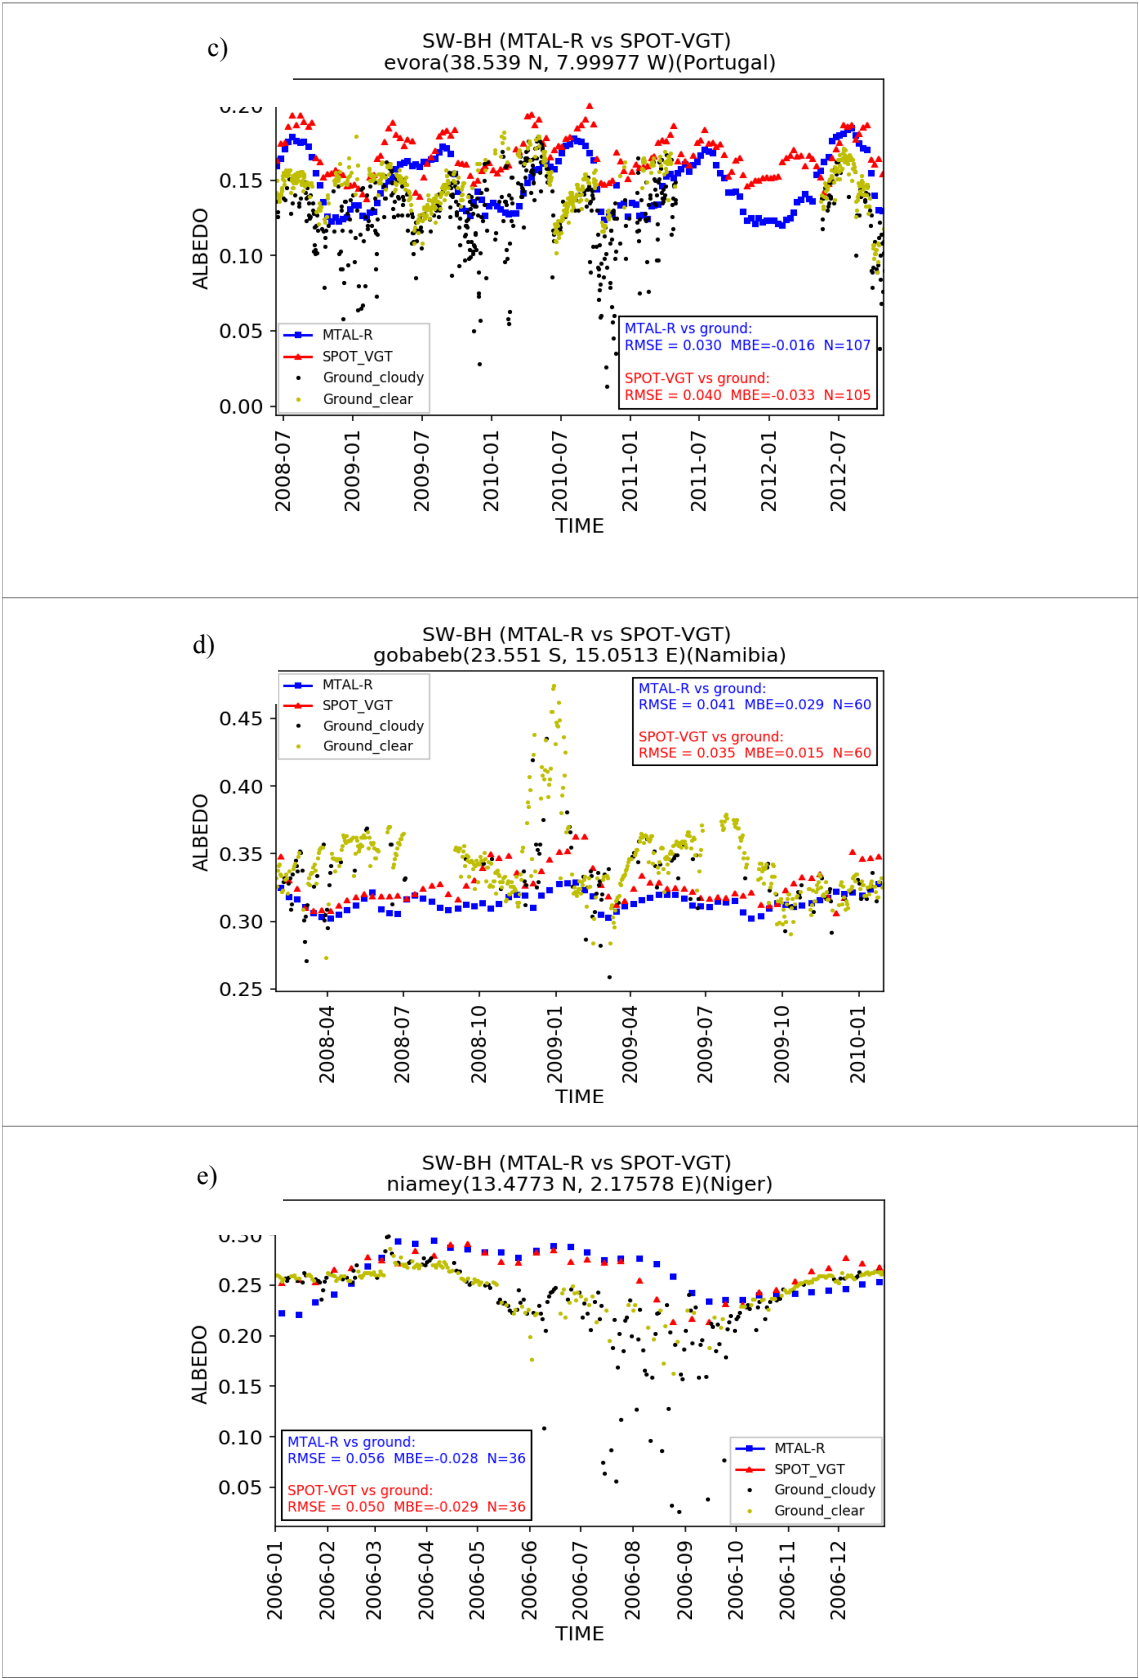 c)
SW-BH (MTAL-R vs SPOT-VGT)
evora(38.539 N, 7.99977 W)(Portugal)
0.20
0.15
0.10
0.05
0.00
ALBEDO
MTAL-R
SPOT_VGT
Ground_cloudy
Ground_clear
MTAL-R vs ground:
RMSE = 0.030 MBE=-0.016 N=107
SPOT-VGT vs ground:
RMSE = 0.040 MBE=-0.033 N=105
2008-07
2009-01
2009-07
2010-01
2010-07
2011-01
2011-07
2012-01
2012-07
TIME
d)
SW-BH (MTAL-R vs SPOT-VGT)
gobabeb(23.551 S, 15.0513 E)(Namibia)
MTAL-R
SPOT_VGT
Ground_cloudy
Ground_clear
MTAL-R vs ground:
RMSE = 0.041 MBE=0.029 N=60
SPOT-VGT vs ground:
RMSE = 0.035 MBE=0.015 N=60
0.45
0.40
0.35
0.30
0.25
ALBEDO
2008-04
2008-07
2008-10
2009-01
2009-04
2009-07
2009-10
2010-01
TIME
e)
SW-BH (MTAL-R vs SPOT-VGT)
niamey(13.4773 N, 2.17578 E)(Niger)
0.30
0.25
0.20
0.15
0.10
0.05
ALBEDO
MTAL-R vs ground:
RMSE = 0.056 MBE=-0.028 N=36
SPOT-VGT vs ground:
RMSE = 0.050 MBE=-0.029 N=36
MTAL-R
SPOT_VGT
Ground_cloudy
Ground_clear
2006-01
2006-02
2006-03
2006-04
2006-05
2006-06
2006-07
2006-08
2006-09
2006-10
2006-11
2006-12
TIME